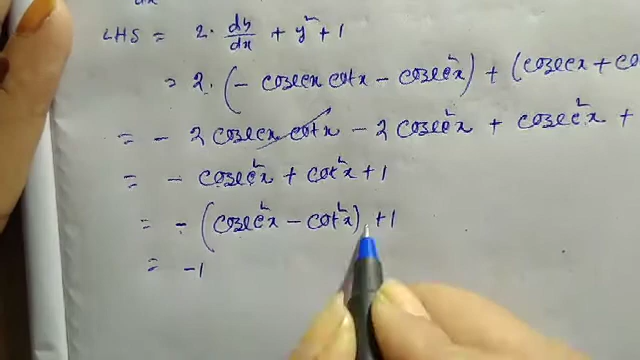 dx
LHS = 2. dy/dx + y² + 1
= 2. (- cosecx cotx - cosec²x) + (cosecx + co
= - 2 cosecx cotx - 2 cosec²x + cosec²x +
= - cosec²x + cot²x + 1
= - (cosec²x - cot²x) + 1
= -1